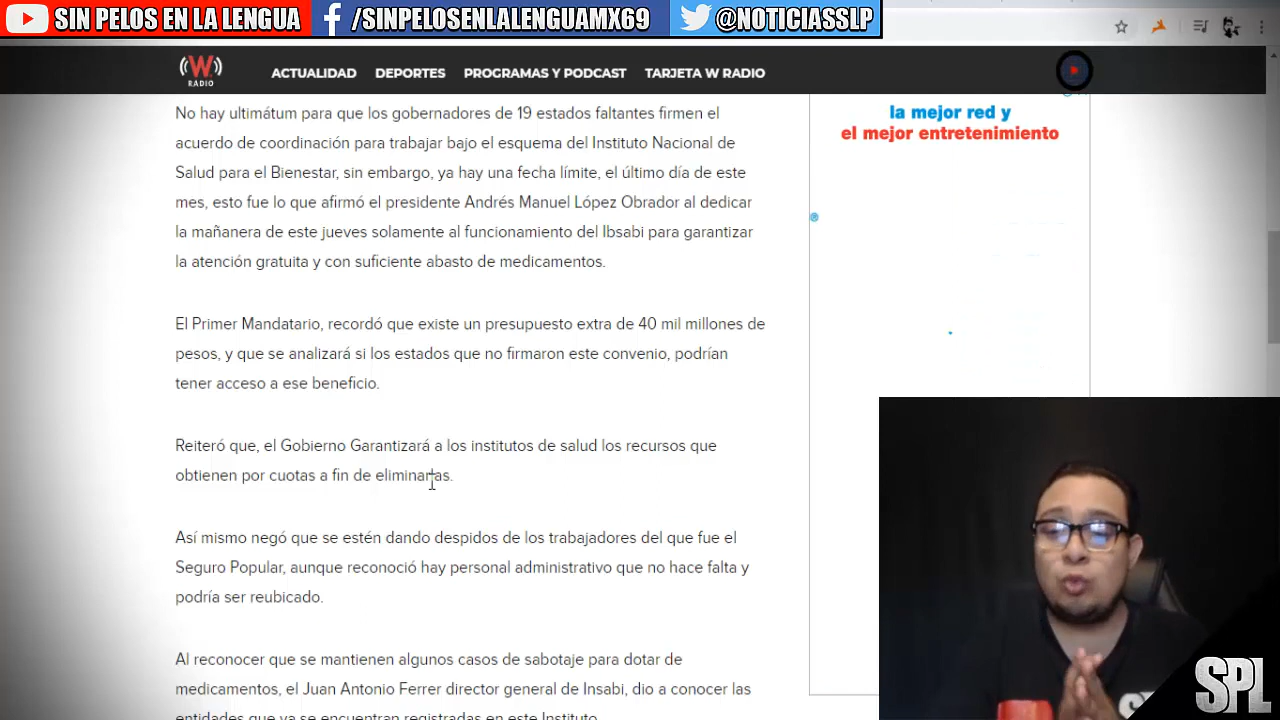 SIN PELOS EN LA LENGUA
/SINPELOSENLALENGUAMX69
@NOTICIASSLP
W
RADIO
ACTUALIDAD
DEPORTES
PROGRAMAS Y PODCAST
TARJETA W RADIO
No hay ultimátum para que los gobernadores de 19 estados faltantes firmen el
acuerdo de coordinación para trabajar bajo el esquema del Instituto Nacional de
Salud para el Bienestar, sin embargo, ya hay una fecha límite, el último día de este
mes, esto fue lo que afirmó el presidente Andrés Manuel López Obrador al dedicar
la mañanera de este jueves solamente al funcionamiento del Ibsabi para garantizar
la atención gratuita y con suficiente abasto de medicamentos.
El Primer Mandatario, recordó que existe un presupuesto extra de 40 mil millones de
pesos, y que se analizará si los estados que no firmaron este convenio, podrían
tener acceso a ese beneficio.
Reiteró que, el Gobierno Garantizará a los institutos de salud los recursos que
obtienen por cuotas a fin de eliminarlas.
Así mismo negó que se estén dando despidos de los trabajadores del que fue el
Seguro Popular, aunque reconoció hay personal administrativo que no hace falta y
podría ser reubicado.
Al reconocer que se mantienen algunos casos de sabotaje para dotar de
medicamentos, el Juan Antonio Ferrer director general de Insabi, dio a conocer las
entidades que ya se encuentran registradas en este Instituto.
la mejor red y
el mejor entretenimiento
SPL